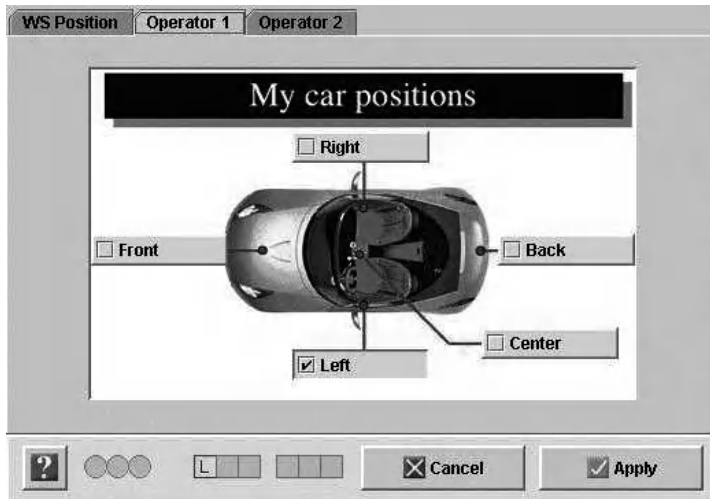 WS Position
Operator 1
Operator 2
My car positions
Right
Front
Back
Center
Left
?
L
Cancel
Apply